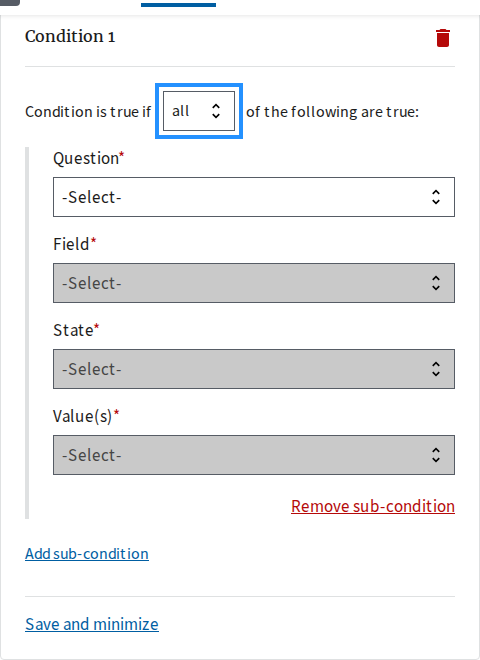 Condition 1
Condition is true if all of the following are true:
Question*
-Select-
Field*
-Select-
State*
-Select-
Value(s)*
-Select-
Remove sub-condition
Add sub-condition
Save and minimize